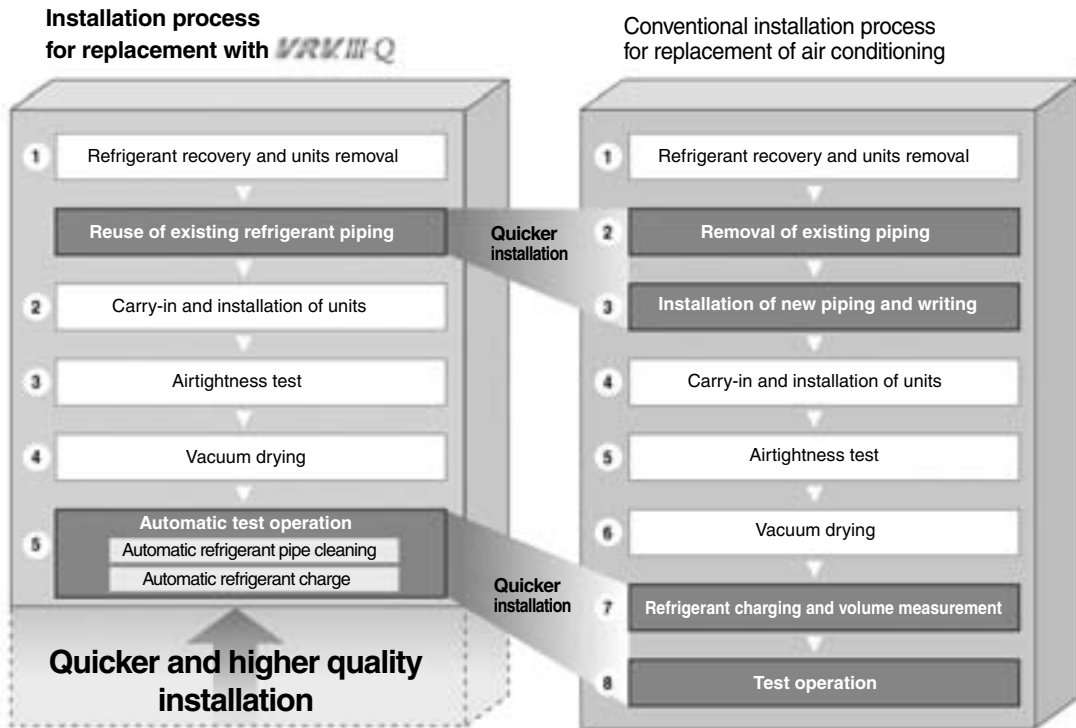 Installation process
for replacement with VRV III-Q
1 Refrigerant recovery and units removal
Reuse of existing refrigerant piping
2 Carry-in and installation of units
3 Airtightness test
4 Vacuum drying
5 Automatic test operation
Automatic refrigerant pipe cleaning
Automatic refrigerant charge
Quicker and higher quality
installation
Quicker
installation
Quicker
installation
Conventional installation process
for replacement of air conditioning
1 Refrigerant recovery and units removal
2 Removal of existing piping
3 Installation of new piping and writing
4 Carry-in and installation of units
5 Airtightness test
6 Vacuum drying
7 Refrigerant charging and volume measurement
8 Test operation